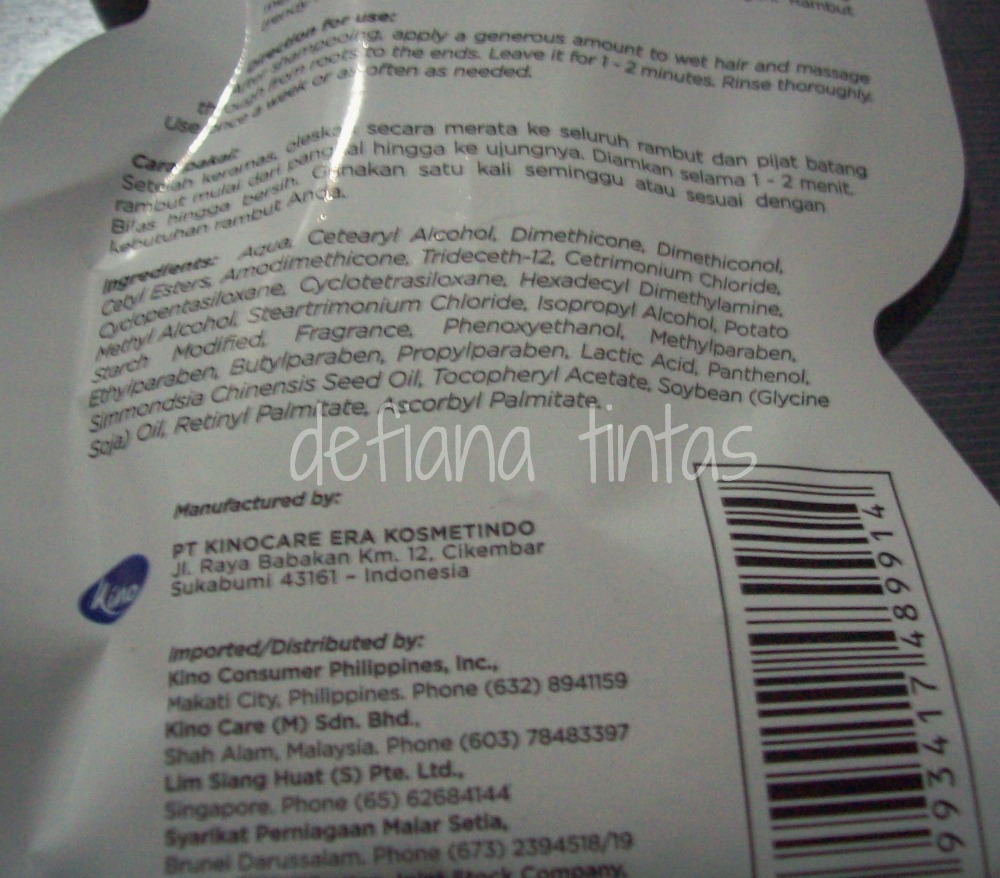 Rambut
Direction for use:
After shampooing, apply a generous amount to wet hair and massage
through from roots to the ends. Leave it for 1 - 2 minutes. Rinse thoroughly.
Use once a week or as often as needed.
Cara pakai:
Setelah keramas, oleskan secara merata ke seluruh rambut dan pijat batang
rambut mulai dari pangkal hingga ke ujungnya. Diamkan selama 1 - 2 menit.
Bilas hingga bersih. Gunakan satu kali seminggu atau sesuai dengan
kebutuhan rambut Anda.
Ingredients: Aqua, Cetearyl Alcohol, Dimethicone, Dimethiconol,
Cetyl Esters, Amodimethicone, Trideceth-12, Cetrimonium Chloride,
Cyclopentasiloxane, Cyclotetrasiloxane, Hexadecyl Dimethylamine,
Methyl Alcohol, Steartrimonium Chloride, Isopropyl Alcohol, Potato
Starch Modified, Fragrance, Phenoxyethanol, Methylparaben,
Ethylparaben, Butylparaben, Propylparaben, Lactic Acid, Panthenol,
Simmondsia Chinensis Seed Oil, Tocopheryl Acetate, Soybean (Glycine
Soja) Oil, Retinyl Palmitate, Ascorbyl Palmitate.
defiana tintas
Manufactured by:
PT KINOCARE ERA KOSMETINDO
Jl. Raya Babakan Km. 12, Cikembar
Sukabumi 43161 - Indonesia
Kino
Imported/Distributed by:
Kino Consumer Philippines, Inc.,
Makati City, Philippines. Phone (632) 8941159
Kino Care (M) Sdn. Bhd.,
Shah Alam, Malaysia. Phone (603) 78483397
Lim Siang Huat (S) Pte. Ltd.,
Singapore. Phone (65) 62684144
Syarikat Perniagaan Malar Setia,
Brunei Darussalam. Phone (673) 2394518/19
Joint Stock Company,
993417489914